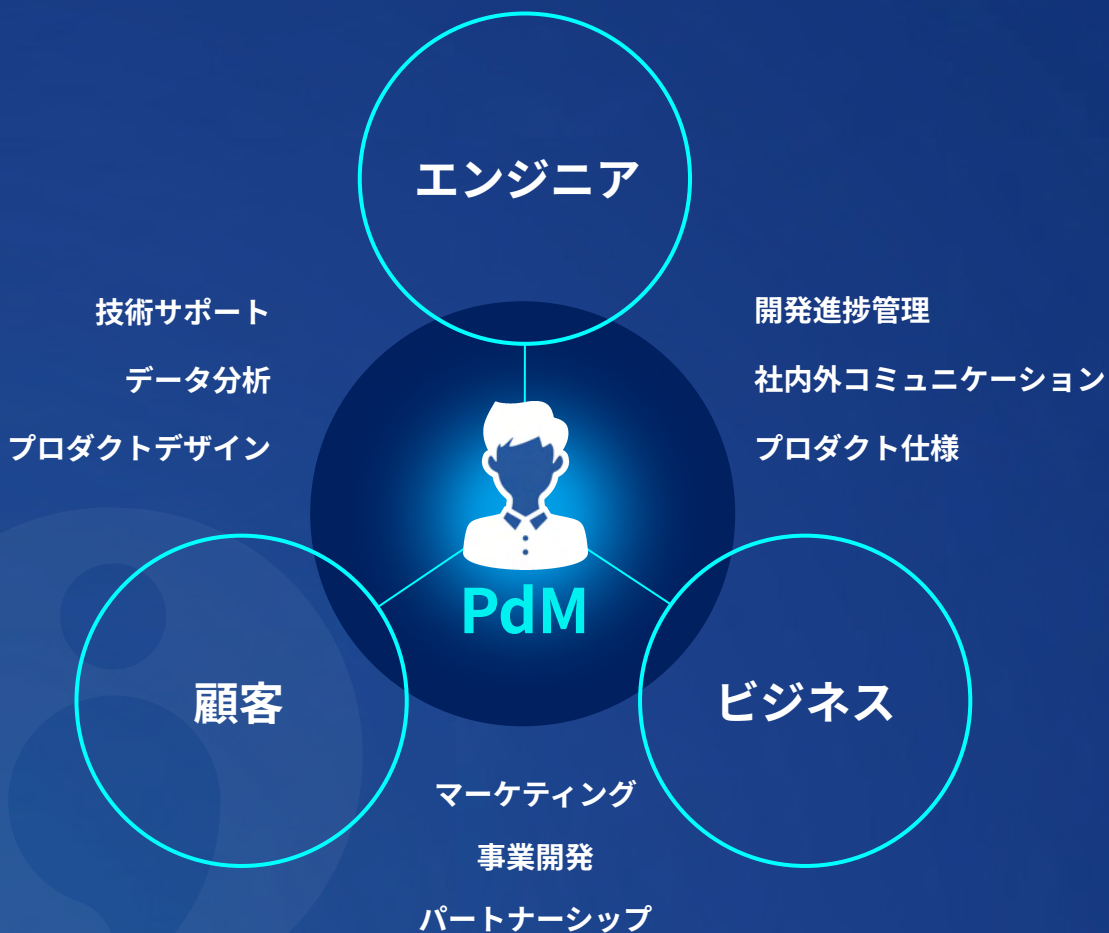 エンジニア
技術サポート
データ分析
プロダクトデザイン
開発進捗管理
社内外コミュニケーション
プロダクト仕様
PdM
顧客
ビジネス
マーケティング
事業開発
パートナーシップ